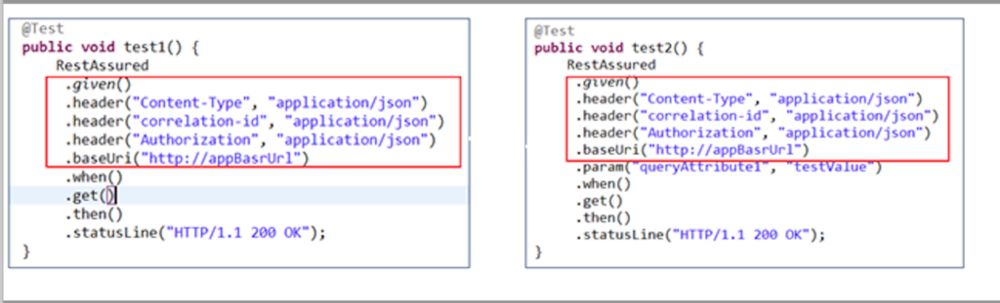 @Test
public void test1() {
RestAssured
.given()
.header("Content-Type", "application/json")
.header("correlation-id", "application/json")
.header("Authorization", "application/json")
.baseUri("http://appBasrUrl")
.when()
.get()
.then()
.statusLine("HTTP/1.1 200 OK");
}
@Test
public void test2() {
RestAssured
.given()
.header("Content-Type", "application/json")
.header("correlation-id", "application/json")
.header("Authorization", "application/json")
.baseUri("http://appBasrUrl")
.param("queryAttribute1", "testValue")
.when()
.get()
.then()
.statusLine("HTTP/1.1 200 OK");
}